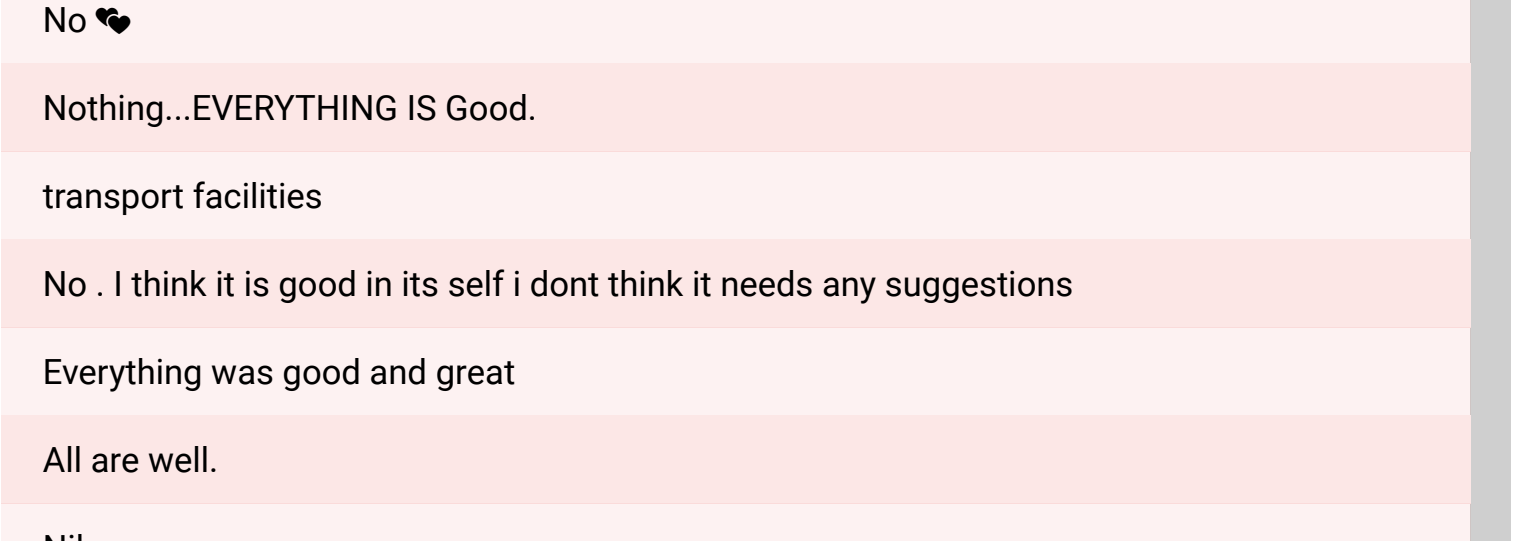 No 💕
Nothing...EVERYTHING IS Good.
transport facilities
No . I think it is good in its self i dont think it needs any suggestions
Everything was good and great
All are well.